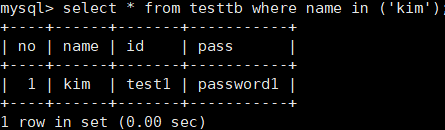 mysql> select * from testtb where name in ('kim');
+----+------+-------+-----------+
| no | name | id    | pass      |
+----+------+-------+-----------+
|  1 | kim  | test1 | password1 |
+----+------+-------+-----------+
1 row in set (0.00 sec)